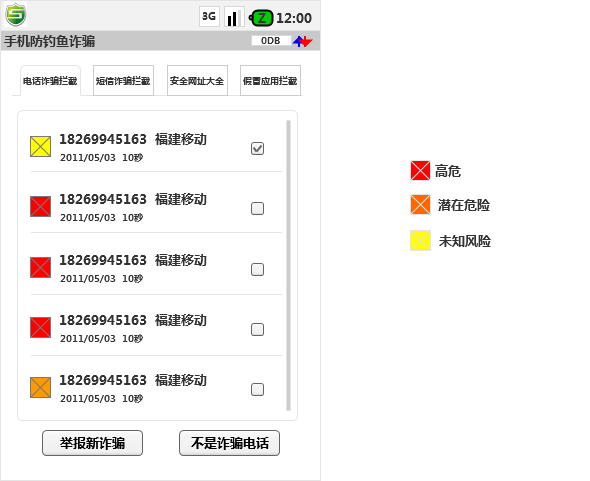 3G Z 12:00
手机防钓鱼诈骗 0DB
电话诈骗拦截 短信诈骗拦截 安全网址大全 假冒应用拦截
18269945163 福建移动
2011/05/03 10秒
18269945163 福建移动
2011/05/03 10秒
18269945163 福建移动
2011/05/03 10秒
18269945163 福建移动
2011/05/03 10秒
18269945163 福建移动
2011/05/03 10秒
举报新诈骗 不是诈骗电话
高危
潜在危险
未知风险